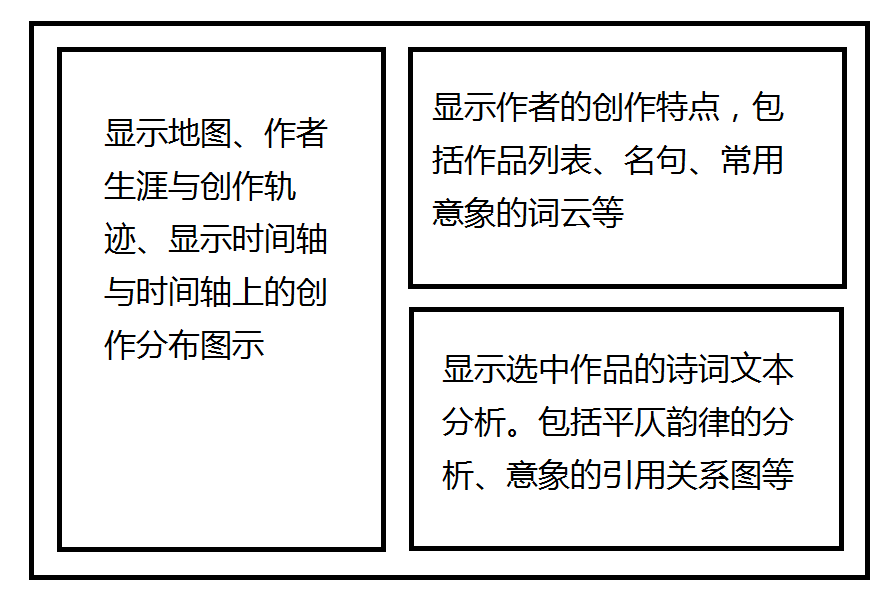 显示地图、作者
生涯与创作轨
迹、显示时间轴
与时间轴上的创
作分布图示
显示作者的创作特点，包
括作品列表、名句、常用
意象的词云等
显示选中作品的诗词文本
分析。包括平仄韵律的分
析、意象的引用关系图等